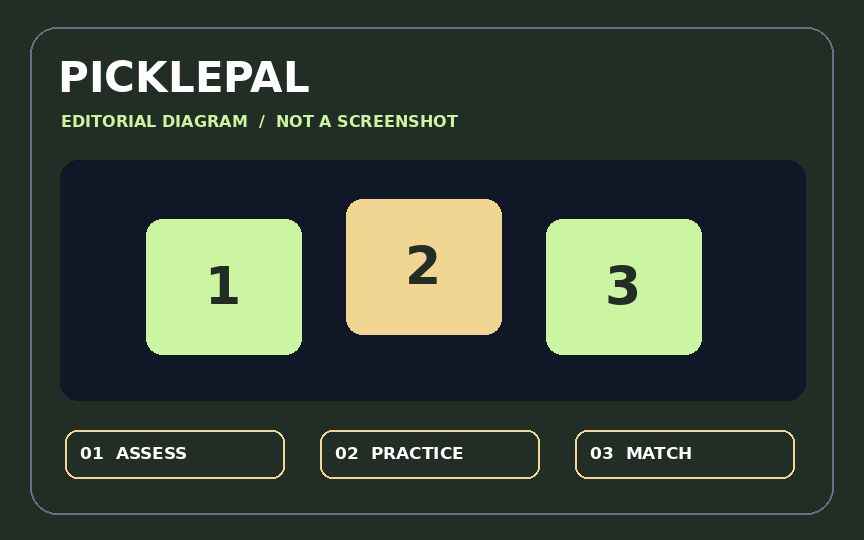 PICKLEPAL
EDITORIAL DIAGRAM / NOT A SCREENSHOT
1
2
3
01 ASSESS
02 PRACTICE
03 MATCH